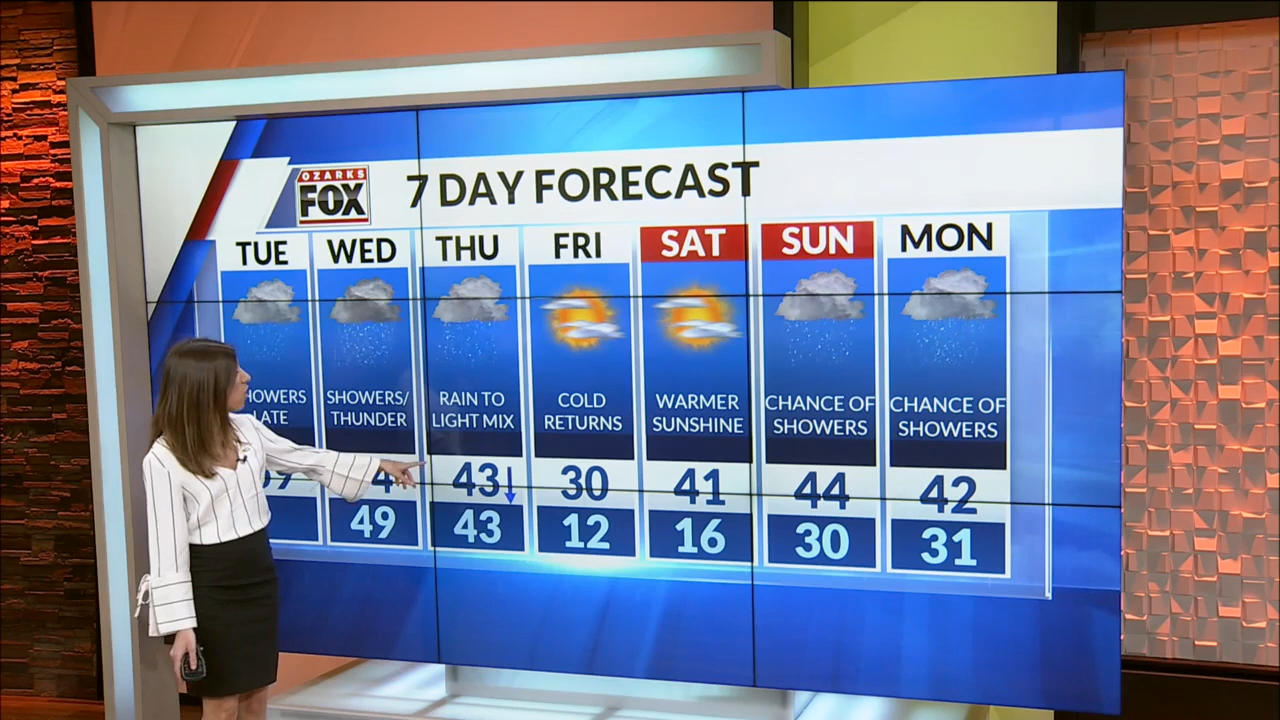 OZARKS
FOX
7 DAY FORECAST
TUE
WED
THU
FRI
SAT
SUN
MON
LATE
SHOWERS/
THUNDER
RAIN TO
LIGHT MIX
COLD
RETURNS
WARMER
SUNSHINE
CHANCE OF
SHOWERS
CHANCE OF
SHOWERS
43
30
41
44
42
49
43
12
16
30
31